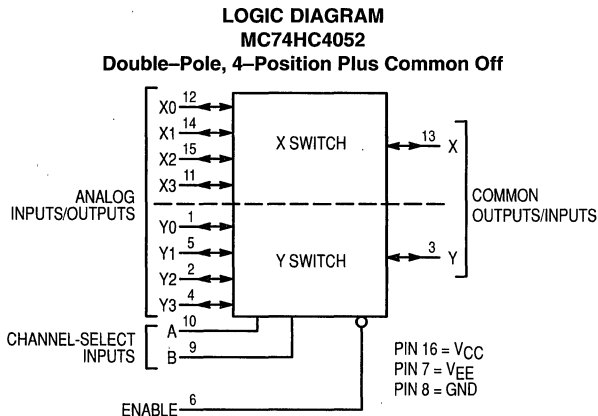 LOGIC DIAGRAM
MC74HC4052
Double–Pole, 4–Position Plus Common Off
X0 12
X1 14
X2 15
X3 11
X SWITCH
13 X
ANALOG
INPUTS/OUTPUTS
COMMON
OUTPUTS/INPUTS
Y0 1
Y1 5
Y2 2
Y3 4
Y SWITCH
3 Y
CHANNEL-SELECT
INPUTS
A 10
B 9
ENABLE 6
PIN 16 = VCC
PIN 7 = VEE
PIN 8 = GND